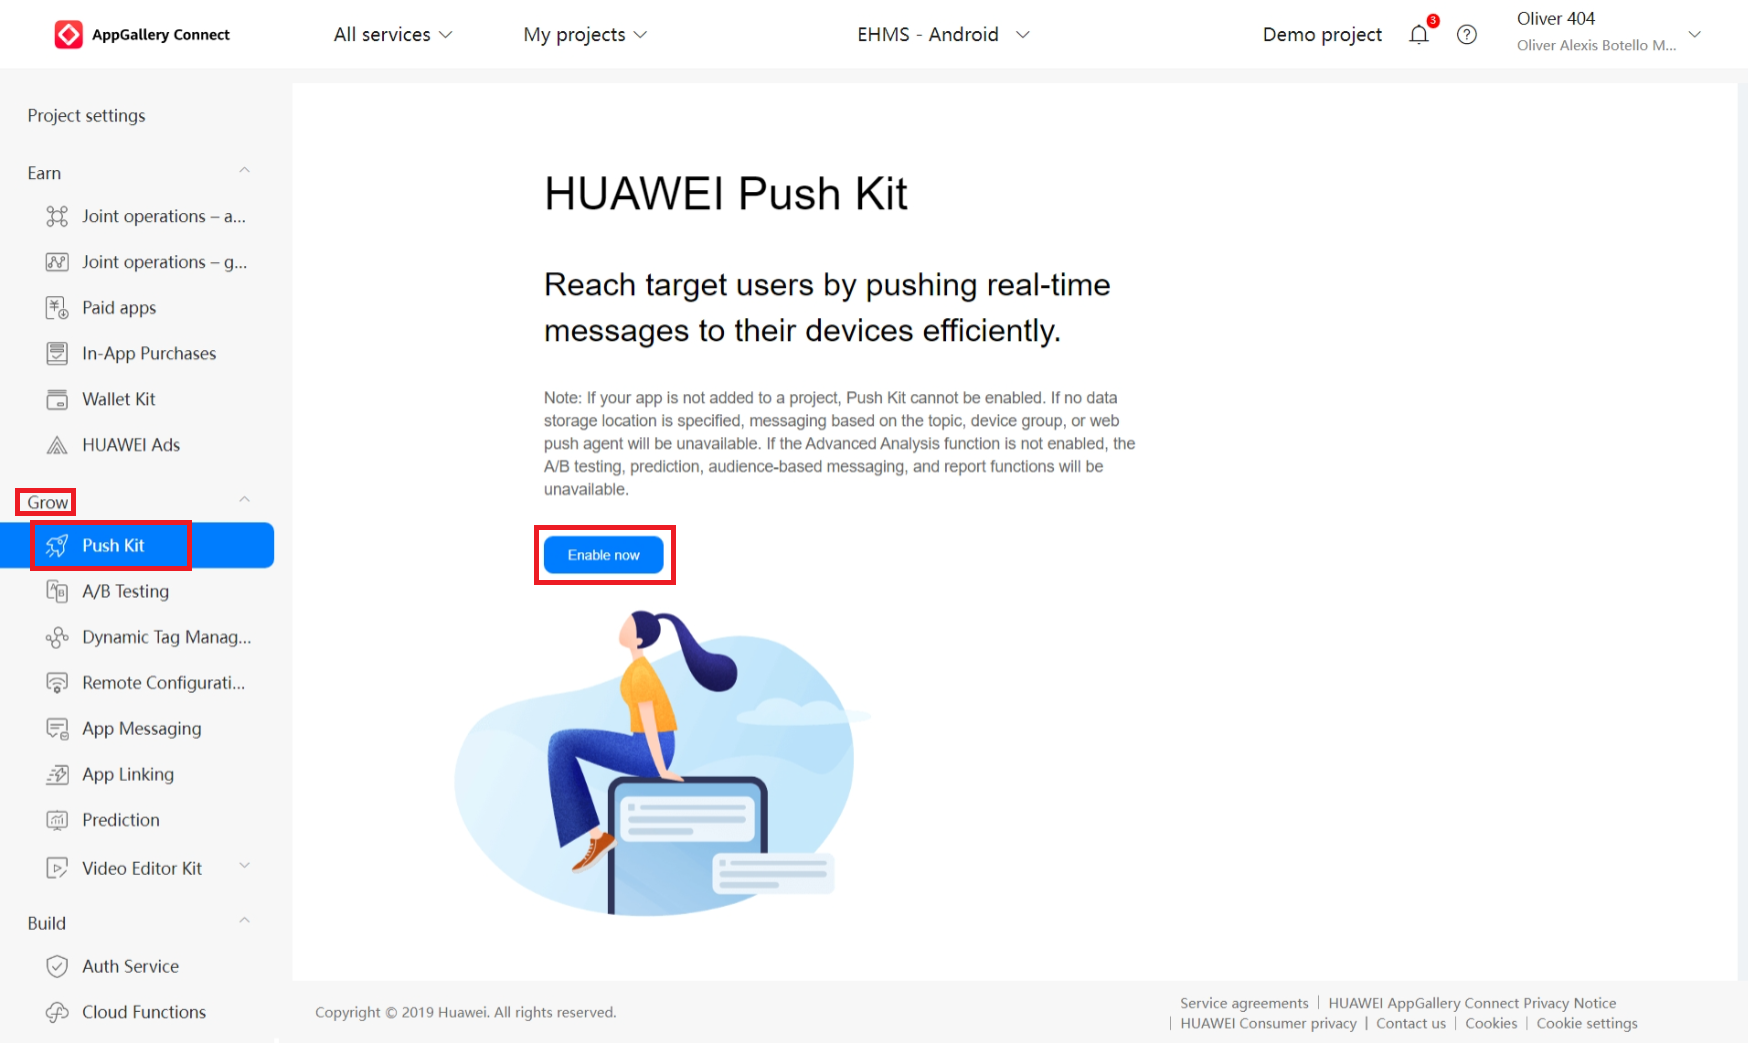 AppGallery Connect
All services
My projects
EHMS - Android
Demo project
3
Oliver 404
Oliver Alexis Botello M...
Project settings
Earn
Joint operations – a...
Joint operations – g...
Paid apps
In-App Purchases
Wallet Kit
HUAWEI Ads
Grow
Push Kit
A/B Testing
Dynamic Tag Manag...
Remote Configurati...
App Messaging
App Linking
Prediction
Video Editor Kit
Build
Auth Service
Cloud Functions
HUAWEI Push Kit
Reach target users by pushing real-time
messages to their devices efficiently.
Note: If your app is not added to a project, Push Kit cannot be enabled. If no data
storage location is specified, messaging based on the topic, device group, or web
push agent will be unavailable. If the Advanced Analysis function is not enabled, the
A/B testing, prediction, audience-based messaging, and report functions will be
unavailable.
Enable now
Copyright © 2019 Huawei. All rights reserved.
Service agreements | HUAWEI AppGallery Connect Privacy Notice
| HUAWEI Consumer privacy | Contact us | Cookies | Cookie settings